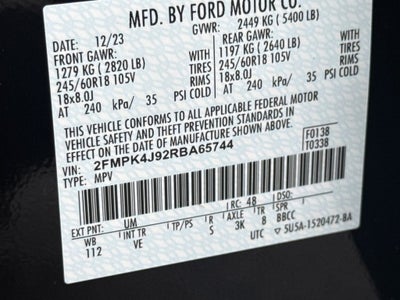 MFD. BY FORD MOTOR CO.
DATE: 12/23 GVWR: 2449 KG ( 5400 LB)
FRONT GAWR: REAR GAWR:
1279 KG ( 2820 LB) 1197 KG ( 2640 LB)
245/60R18 105V TIRES 245/60R18 105V TIRES
18x8.0J RIMS 18x8.0J RIMS
AT 240 kPa/ 35 PSI COLD AT 240 kPa/ 35 PSI COLD
THIS VEHICLE CONFORMS TO ALL APPLICABLE FEDERAL MOTOR
VEHICLE SAFETY AND THEFT PREVENTION STANDARDS IN
EFFECT ON THE DATE OF MANUFACTURE SHOWN ABOVE.
VIN: 2FMPK4J92RBA65744 F0138
TYPE: MPV T0338
EXT PNT: UM RC: 48 DSO:
WB INT TR TP/PS R AXLE TR SPR
112 VE S 3K 8 BBCC
UTC 5U5A-1520472-BA